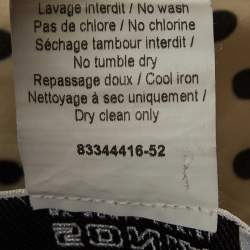 Lavage interdit / No wash
Pas de chlore / No chlorine
Séchage tambour interdit /
No tumble dry
Repassage doux / Cool iron
Nettoyage à sec uniquement /
Dry clean only
83344416-52